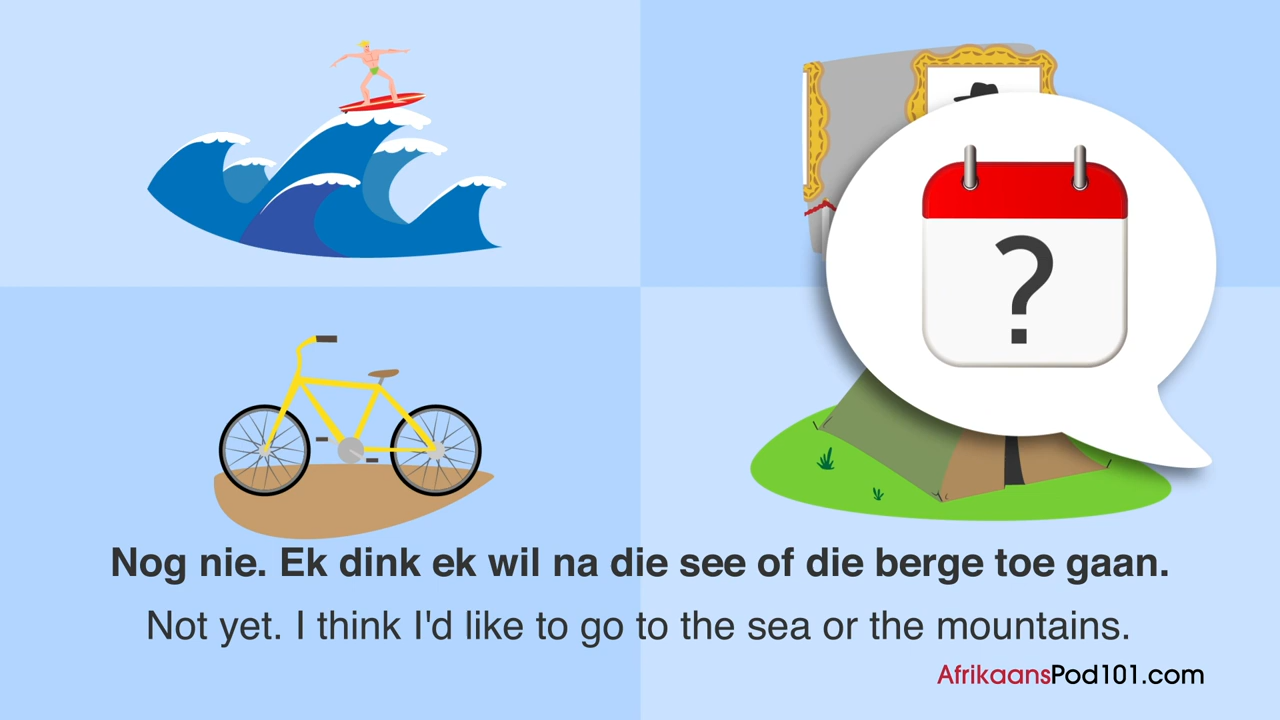 ?
Nog nie. Ek dink ek wil na die see of die berge toe gaan.
Not yet. I think I'd like to go to the sea or the mountains.
AfrikaansPod101.com